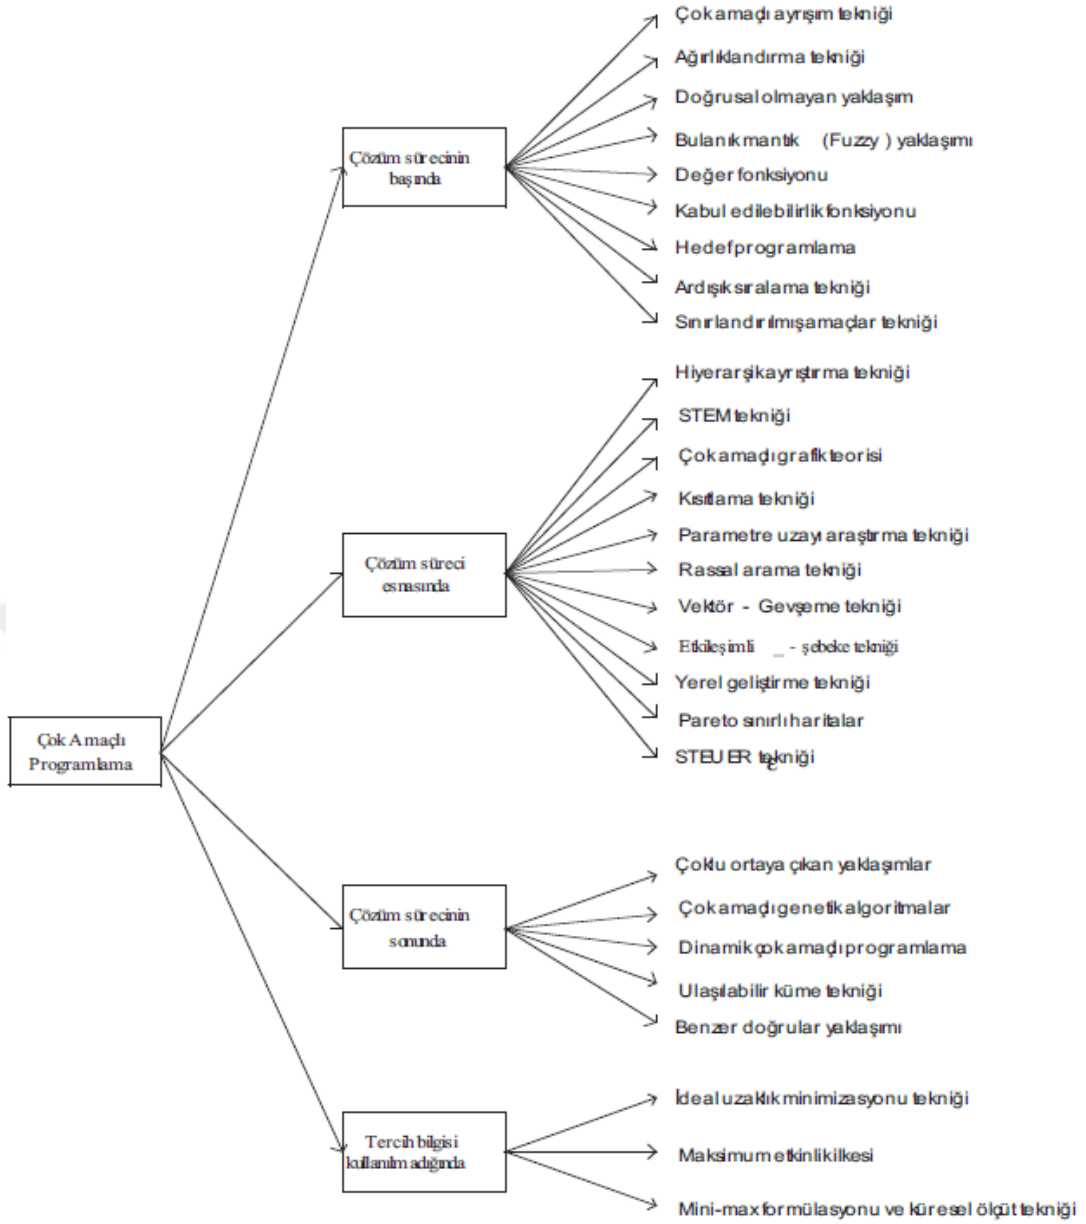 Çok amaçlı ayrışım tekniği
Ağırlıklandırma tekniği
Doğrusal olmayan yaklaşım
Bulanık mantık (Fuzzy ) yaklaşımı
Çözüm sürecinin
başında
Değer fonksiyonu
Kabul edilebilirlik fonksiyonu
Hedef programlama
Ardışık sıralama tekniği
Sınırlandırılmış amaçlar tekniği
Hiyerarşik ayrıştırma tekniği
STEM tekniği
Çok amaçlı grafik teorisi
Kısıtlama tekniği
Parametre uzayı araştırma tekniği
Çözüm süreci
esnasında
Rassal arama tekniği
Vektör - Gevşeme tekniği
Etkileşimli _ - şebeke tekniği
Yerel geliştirme tekniği
Pareto sınırlı haritalar
STEUER tekniği
ε
Çok Amaçlı
Programlama
Çoklu ortaya çıkan yaklaşımlar
Çok amaçlı genetik algoritmalar
Çözüm sürecinin
sonunda
Dinamik çok amaçlı programlama
Ulaşılabilir küme tekniği
Benzer doğrular yaklaşımı
İdeal uzaklık minimizasyonu tekniği
Tercih bilgisi
kullanılmadığında
Maksimum etkinlik ilkesi
Mini-max formülasyonu ve küresel ölçüt tekniği